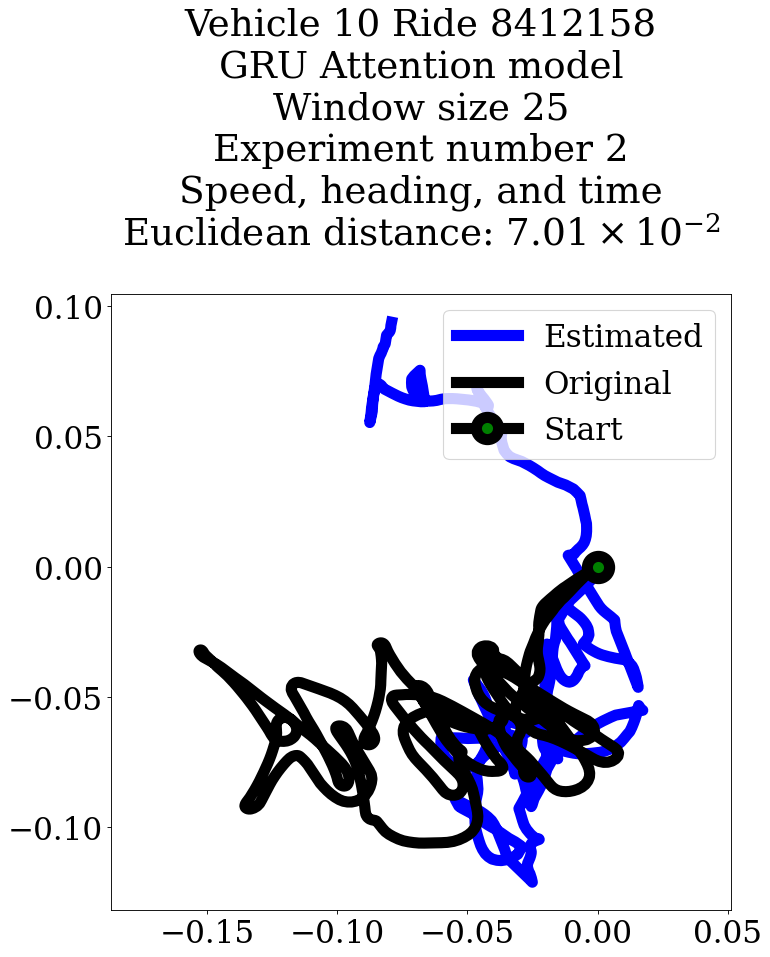 Vehicle 10 Ride 8412158
GRU Attention model
Window size 25
Experiment number 2
Speed, heading, and time
Euclidean distance: 7.01 × 10⁻²
0.10
0.05
0.00
−0.05
−0.10
Estimated
Original
Start
−0.15
−0.10
−0.05
0.00
0.05